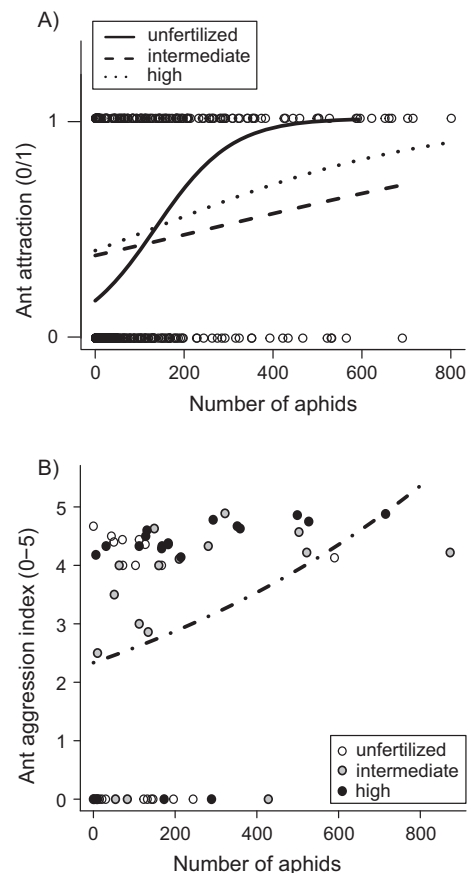 A)
unfertilized
intermediate
high
1
0
Ant attraction (0/1)
0 200 400 600 800
Number of aphids
B)
5
4
3
2
1
0
Ant aggression index (0–5)
unfertilized
intermediate
high
0 200 400 600 800
Number of aphids